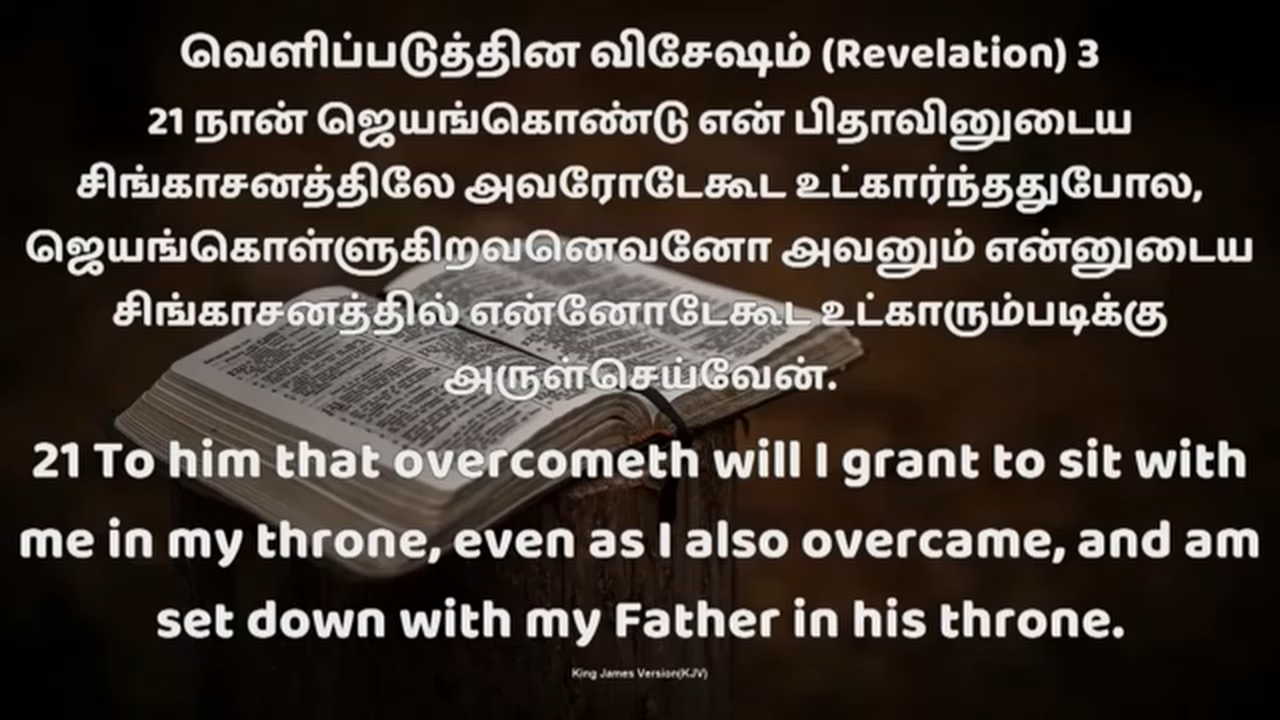 வெளிப்படுத்தின விசேஷம் (Revelation) 3
21 நான் ஜெயங்கொண்டு என் பிதாவினுடைய
சிங்காசனத்திலே அவரோடேகூட உட்கார்ந்ததுபோல,
ஜெயங்கொள்ளுகிறவனெவனோ அவனும் என்னுடைய
சிங்காசனத்தில் என்னோடேகூட உட்காரும்படிக்கு
அருள்செய்வேன்.
21 To him that overcometh will I grant to sit with
me in my throne, even as I also overcame, and am
set down with my Father in his throne.
King James Version(KJV)